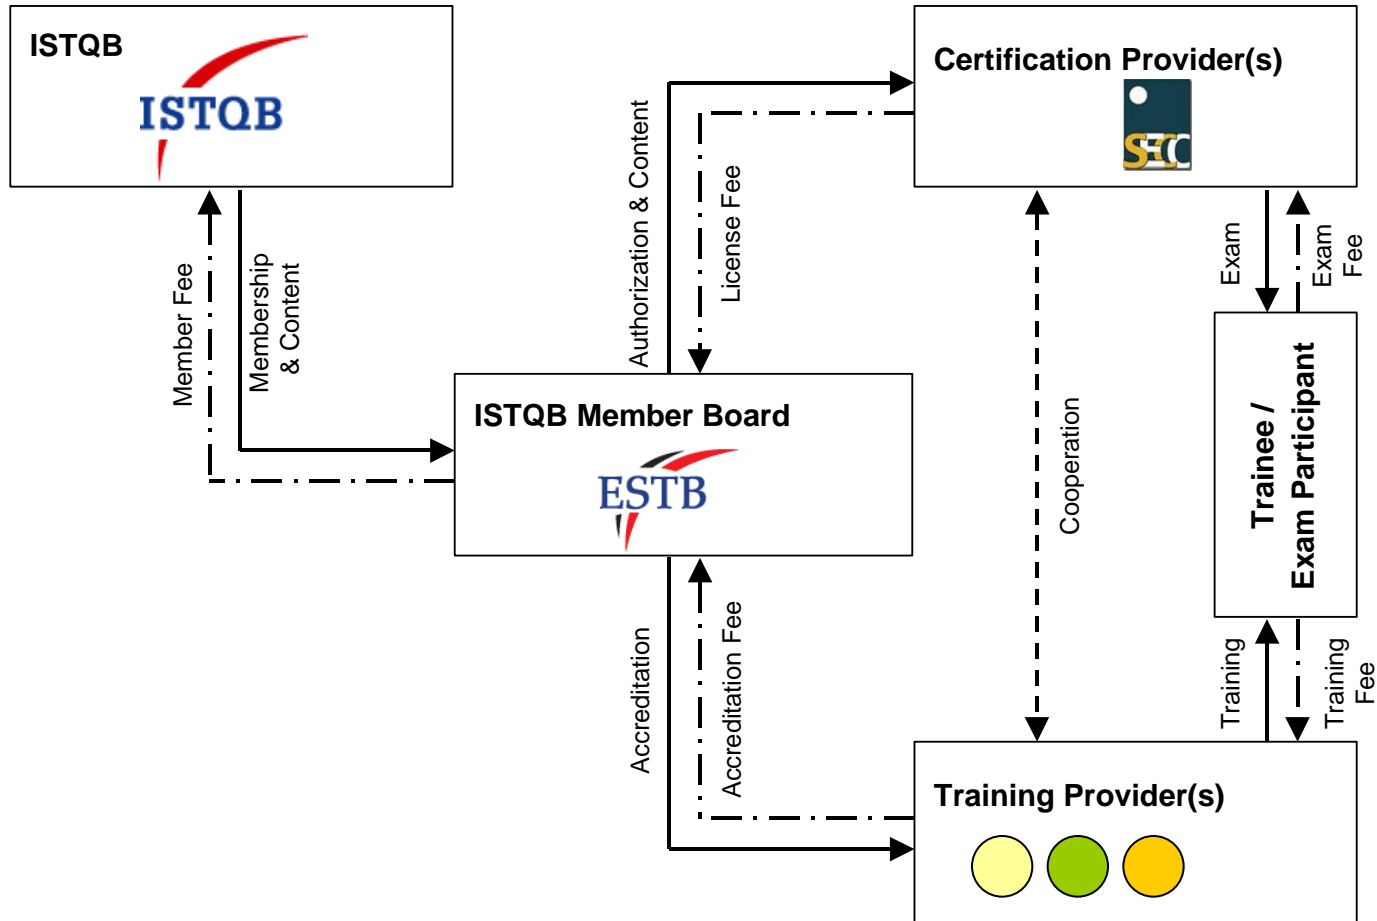 ISTQB
ISTQB
Certification Provider(s)
SECC
Authorization & Content
License Fee
Member Fee
Membership
& Content
Exam
Exam
Fee
ISTQB Member Board
ESTB
Cooperation
Trainee /
Exam Participant
Accreditation
Accreditation Fee
Training
Training
Fee
Training Provider(s)